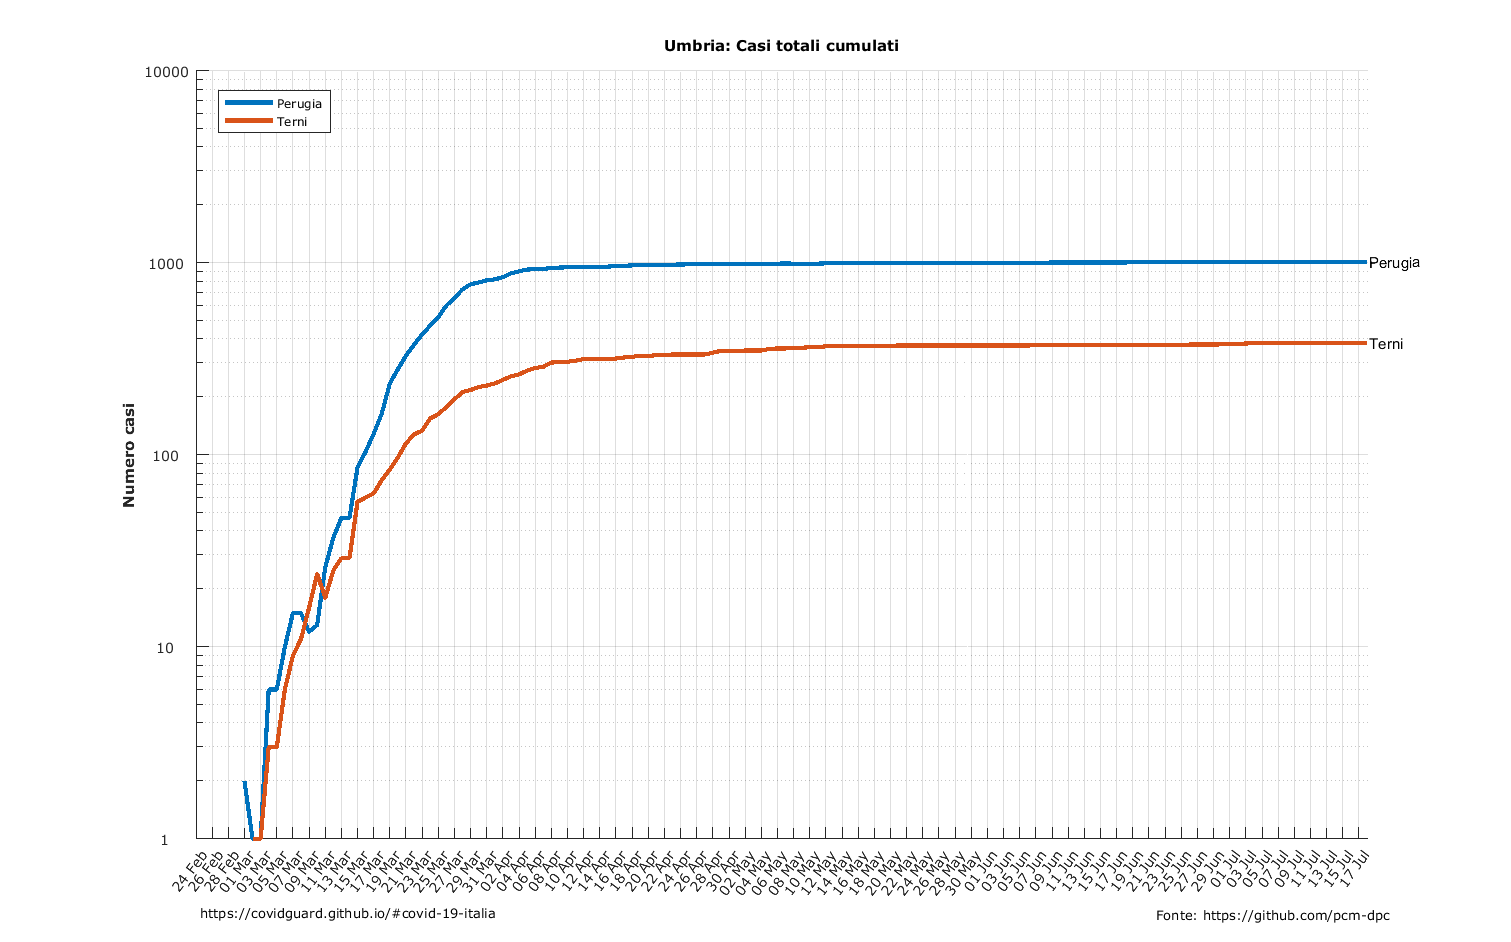 Umbria: Casi totali cumulati
10000
1000
100
10
1
Numero casi
Perugia
Terni
Perugia
Terni
24 Feb
26 Feb
28 Feb
01 Mar
03 Mar
05 Mar
07 Mar
09 Mar
11 Mar
13 Mar
15 Mar
17 Mar
19 Mar
21 Mar
23 Mar
25 Mar
27 Mar
29 Mar
31 Mar
02 Apr
04 Apr
06 Apr
08 Apr
10 Apr
12 Apr
14 Apr
16 Apr
18 Apr
20 Apr
22 Apr
24 Apr
26 Apr
28 Apr
30 Apr
02 May
04 May
06 May
08 May
10 May
12 May
14 May
16 May
18 May
20 May
22 May
24 May
26 May
28 May
30 May
01 Jun
03 Jun
05 Jun
07 Jun
09 Jun
11 Jun
13 Jun
15 Jun
17 Jun
19 Jun
21 Jun
23 Jun
25 Jun
27 Jun
29 Jun
01 Jul
03 Jul
05 Jul
07 Jul
09 Jul
11 Jul
13 Jul
15 Jul
17 Jul
https://covidguard.github.io/#covid-19-italia
Fonte: https://github.com/pcm-dpc